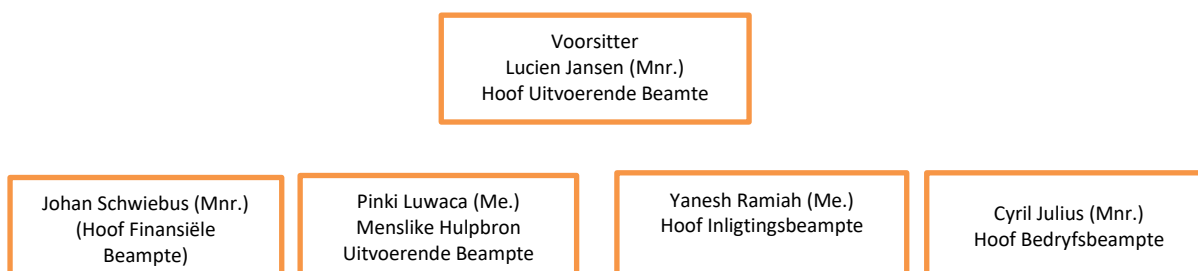 Voorsitter
Lucien Jansen (Mnr.)
Hoof Uitvoerende Beamte
Johan Schwiebus (Mnr.)
(Hoof Finansiële
Beampte)
Pinki Luwaca (Me.)
Menslike Hulpbron
Uitvoerende Beampte
Yanesh Ramiah (Me.)
Hoof Inligtingsbeampte
Cyril Julius (Mnr.)
Hoof Bedryfsbeampte